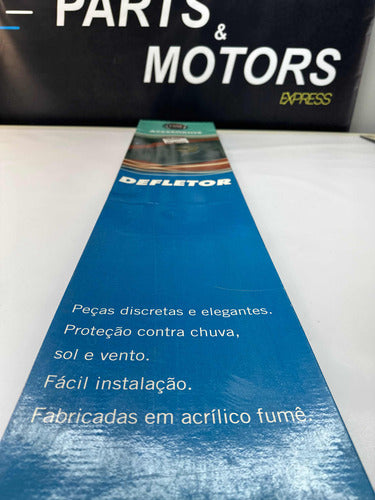 PARTS
&
MOTORS
EXPRESS
DEFLETOR
Peças discretas e elegantes.
Proteção contra chuva,
sol e vento.
Fácil instalação.
Fabricadas em acrílico fumê.